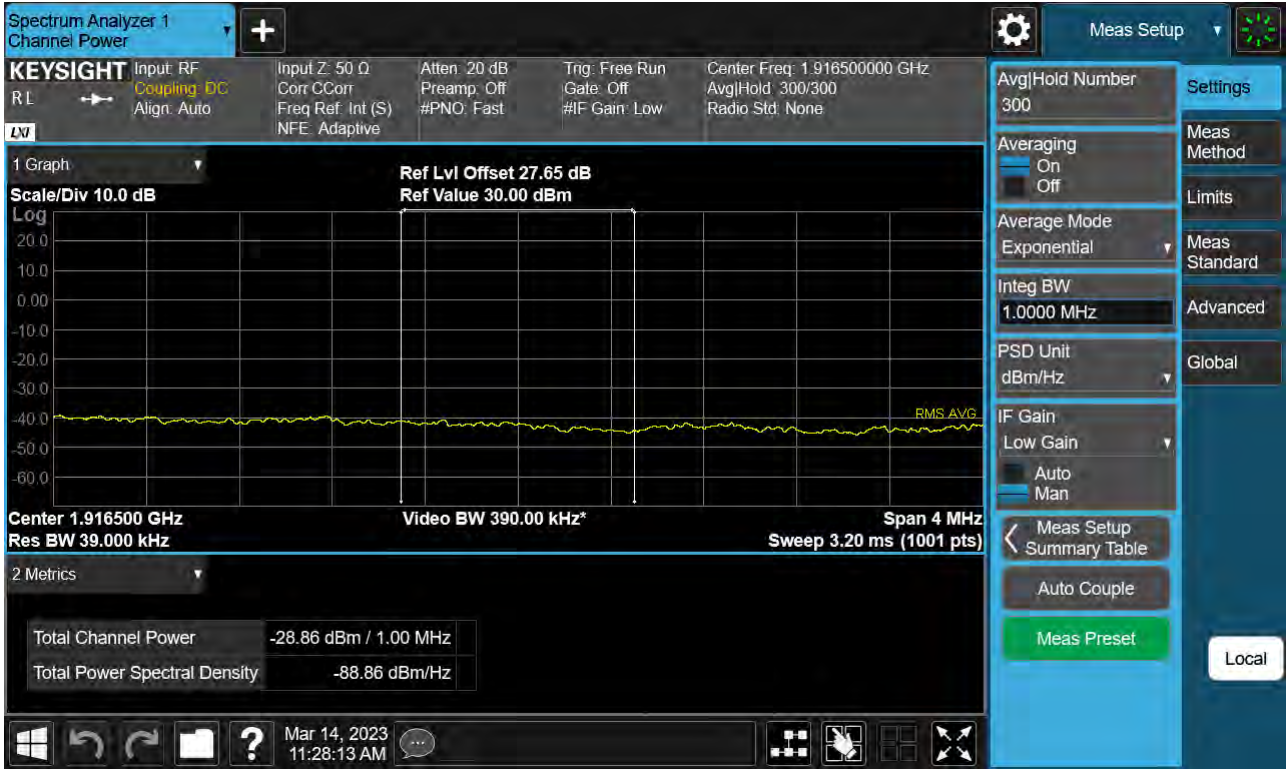 Spectrum Analyzer 1
Channel Power
+
Meas Setup
KEYSIGHT
R L
LXI
Input: RF
Coupling: DC
Align: Auto
Input Z: 50 Ω
Corr CCorr
Freq Ref: Int (S)
NFE: Adaptive
Atten: 20 dB
Preamp: Off
#PNO: Fast
Trig: Free Run
Gate: Off
#IF Gain: Low
Center Freq: 1.916500000 GHz
Avg|Hold: 300/300
Radio Std: None
1 Graph
Scale/Div 10.0 dB
Ref Lvl Offset 27.65 dB
Ref Value 30.00 dBm
Log
20.0
10.0
0.00
-10.0
-20.0
-30.0
-40.0
-50.0
-60.0
RMS AVG
Center 1.916500 GHz
Res BW 39.000 kHz
Video BW 390.00 kHz*
Span 4 MHz
Sweep 3.20 ms (1001 pts)
2 Metrics
Total Channel Power -28.86 dBm / 1.00 MHz
Total Power Spectral Density -88.86 dBm/Hz
Avg|Hold Number
300
Averaging
On
Off
Average Mode
Exponential
Integ BW
1.0000 MHz
PSD Unit
dBm/Hz
IF Gain
Low Gain
Auto
Man
Meas Setup
Summary Table
Auto Couple
Meas Preset
Settings
Meas
Method
Limits
Meas
Standard
Advanced
Global
Local
?
Mar 14, 2023
11:28:13 AM